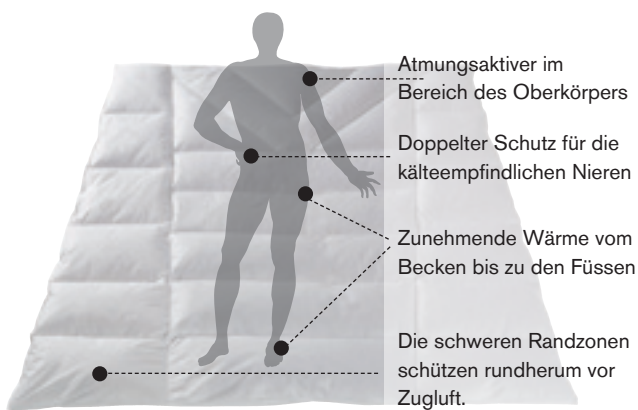 Atmungsaktiver im
Bereich des Oberkörpers
Doppelter Schutz für die
kälteempfindlichen Nieren
Zunehmende Wärme vom
Becken bis zu den Füssen
Die schweren Randzonen
schützen rundherum vor
Zugluft.